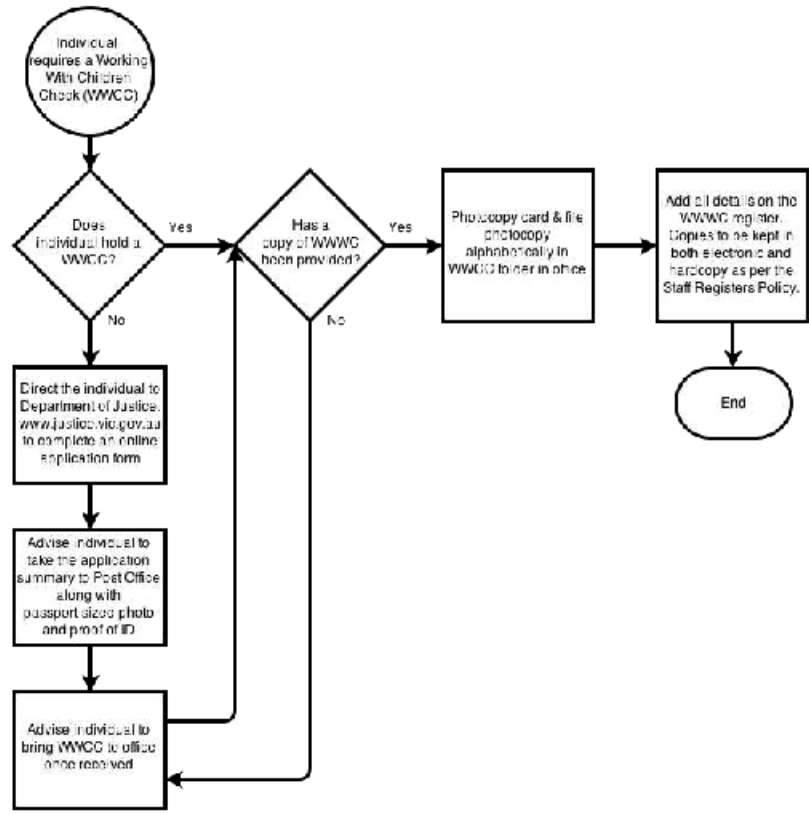 Individual
requires a Working
With Children
Check (WWCC)
Does
individual hold a
WWCC?
Yes
No
Has a
copy of WWWC
been provided?
Yes
No
Photocopy card & file
photocopy
alphabetically in
WWCC folder in office
Add all details on the
WWWC register.
Copies to be kept in
both electronic and
hardcopy as per the
Staff Registers Policy.
End
Direct the individual to
Department of Justice,
www.justice.vic.gov.au
to complete an online
application form
Advise individual to
take the application
summary to Post Office
along with
passport sized photo
and proof of ID
Advise individual to
bring WWCC to office
once received